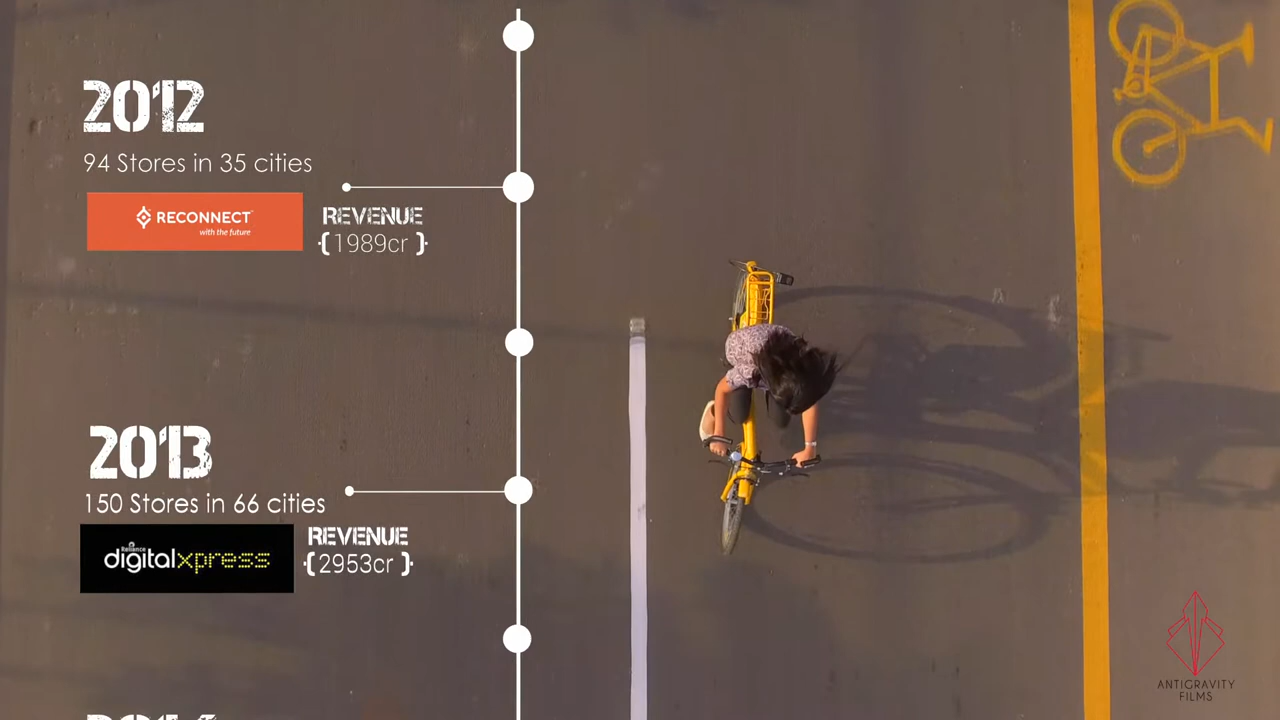 2012
94 Stores in 35 cities
RECONNECT
with the future
REVENUE
{1989cr}
2013
150 Stores in 66 cities
Reliance
digitalxpress
REVENUE
{2953cr}
ANTIGRAVITY
FILMS